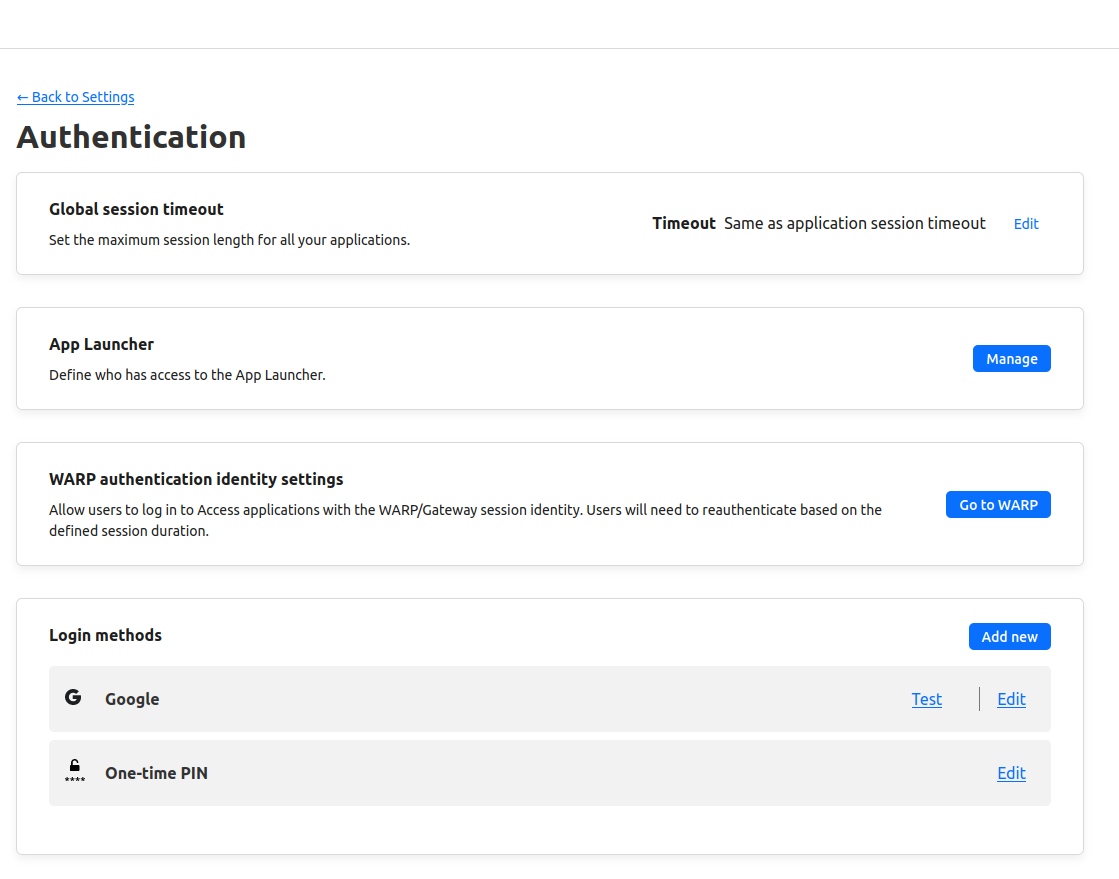 ← Back to Settings
Authentication
Global session timeout
Set the maximum session length for all your applications.
Timeout Same as application session timeout Edit
App Launcher
Define who has access to the App Launcher.
Manage
WARP authentication identity settings
Allow users to log in to Access applications with the WARP/Gateway session identity. Users will need to reauthenticate based on the
defined session duration.
Go to WARP
Login methods
Add new
Google
Test
Edit
****
One-time PIN
Edit